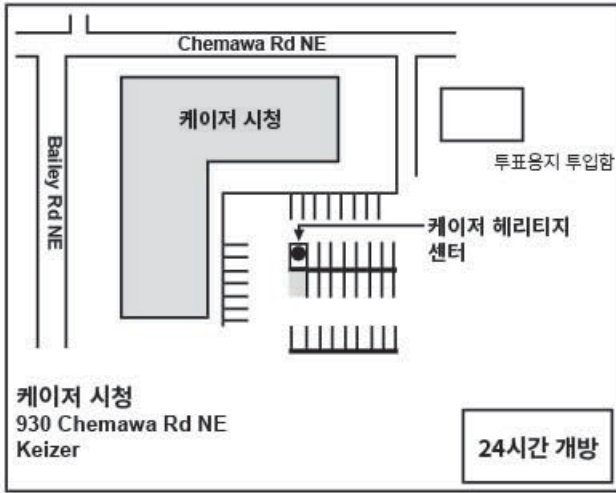 Chemawa Rd NE
케이저 시청
Bailey Rd NE
투표용지 투입함
케이저 헤리티지
센터
케이저 시청
930 Chemawa Rd NE
Keizer
24시간 개방